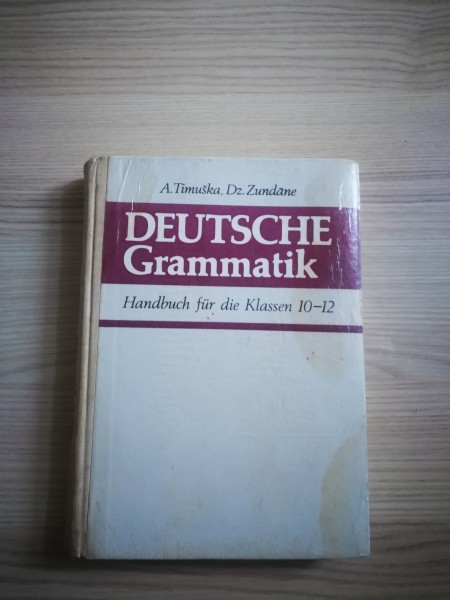 A. Timuška, Dz. Zundāne
DEUTSCHE
Grammatik
Handbuch für die Klassen 10–12